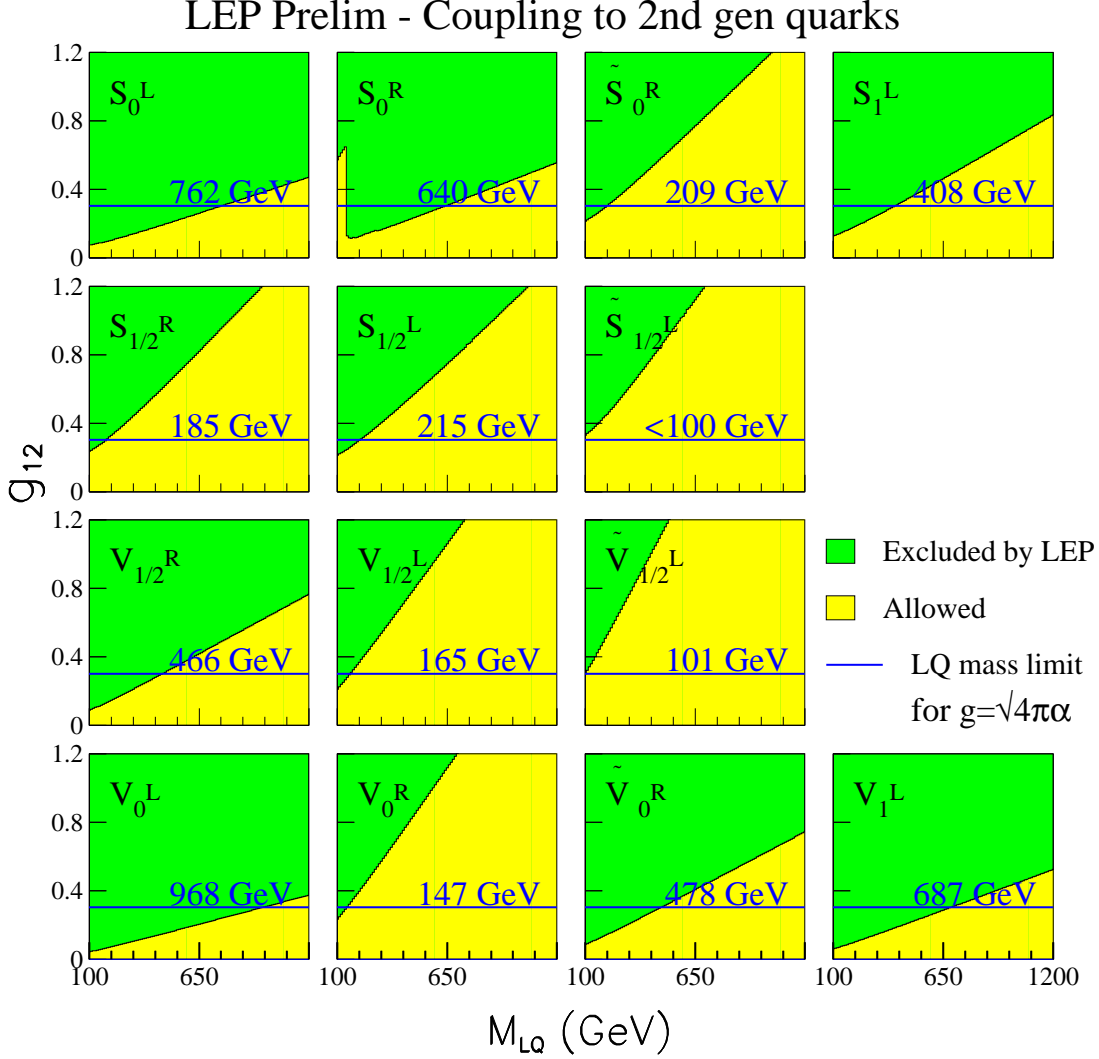 LEP Prelim - Coupling to 2nd gen quarks
1.2
0.8
0.4
0
S0L
762 GeV
S0R
640 GeV
S̃0R
209 GeV
S1L
408 GeV
1.2
0.8
0.4
0
S1/2R
185 GeV
S1/2L
215 GeV
S̃1/2L
<100 GeV
g12
1.2
0.8
0.4
0
V1/2R
466 GeV
V1/2L
165 GeV
Ṽ1/2L
101 GeV
Excluded by LEP
Allowed
LQ mass limit
for g=√4πα
1.2
0.8
0.4
0
V0L
968 GeV
V0R
147 GeV
Ṽ0R
478 GeV
V1L
687 GeV
100 650 100 650 100 650 100 650 1200
MLQ (GeV)